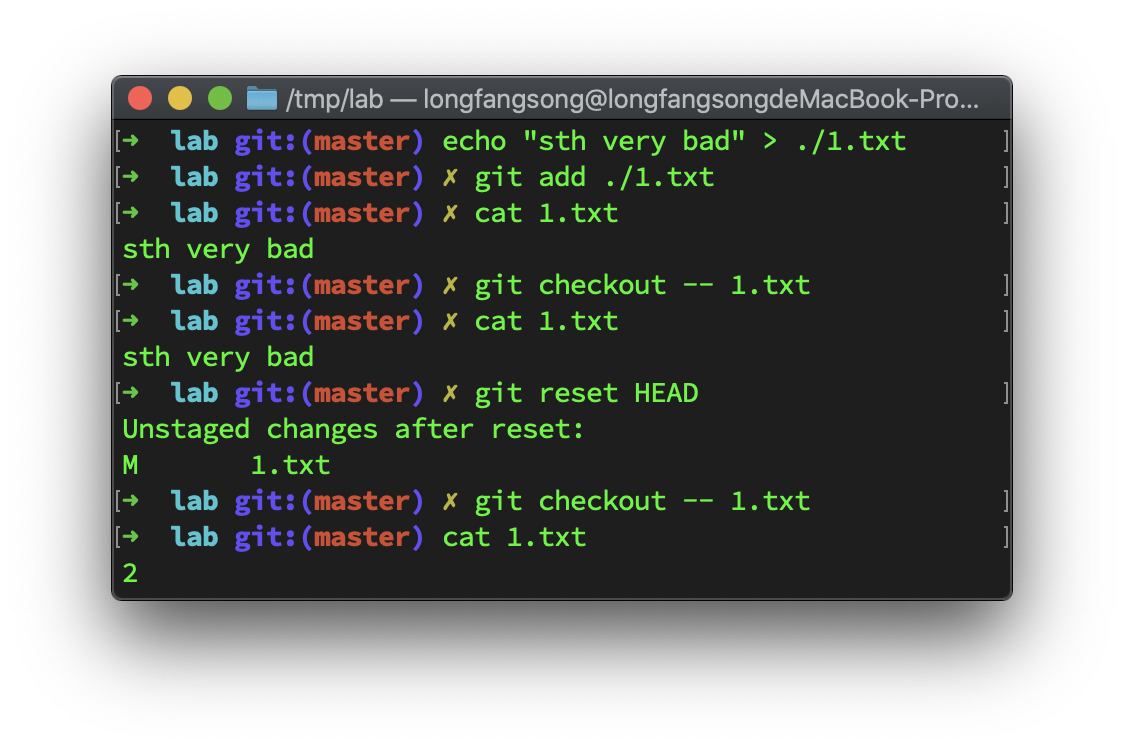 /tmp/lab — longfangsong@longfangsongdeMacBook-Pro...
[➜  lab git:(master) echo "sth very bad" > ./1.txt ]
[➜  lab git:(master) ✗ git add ./1.txt ]
[➜  lab git:(master) ✗ cat 1.txt ]
sth very bad
[➜  lab git:(master) ✗ git checkout -- 1.txt ]
[➜  lab git:(master) ✗ cat 1.txt ]
sth very bad
[➜  lab git:(master) ✗ git reset HEAD ]
Unstaged changes after reset:
M       1.txt
[➜  lab git:(master) ✗ git checkout -- 1.txt ]
[➜  lab git:(master) cat 1.txt ]
2